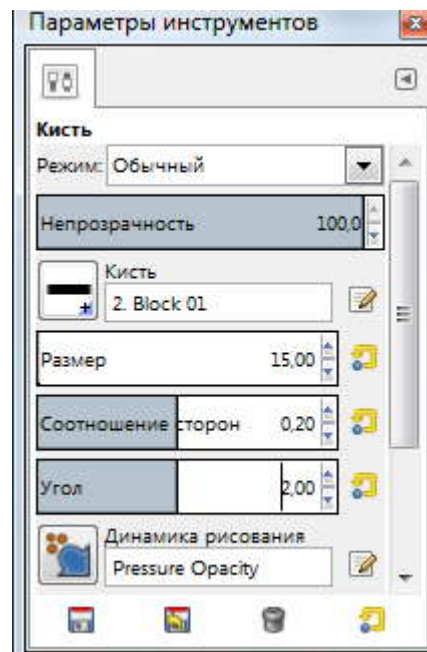 Параметры инструментов
Кисть
Режим: Обычный
Непрозрачность 100,0
Кисть
2. Block 01
Размер 15,00
Соотношение сторон 0,20
Угол 2,00
Динамика рисования
Pressure Opacity